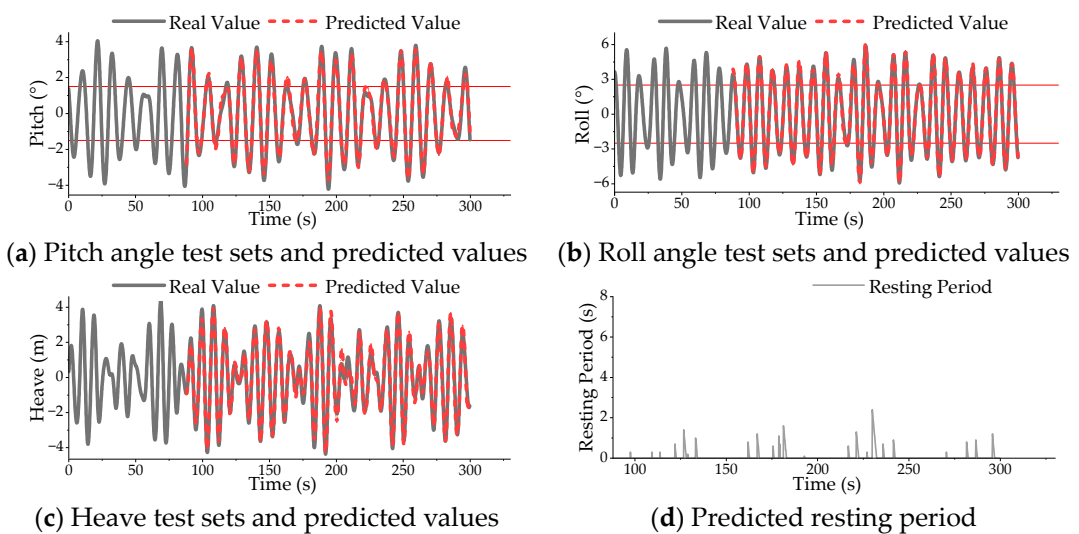 Real Value Predicted Value
Pitch (°)
4
2
0
-2
-4
0 50 100 150 200 250 300
Time (s)
(a) Pitch angle test sets and predicted values
Real Value Predicted Value
Roll (°)
6
3
0
-3
-6
0 50 100 150 200 250 300
Time (s)
(b) Roll angle test sets and predicted values
Real Value Predicted Value
Heave (m)
4
2
0
-2
-4
0 50 100 150 200 250 300
Time (s)
(c) Heave test sets and predicted values
Resting Period
Resting Period (s)
8
6
4
2
0
100 150 200 250 300
Time (s)
(d) Predicted resting period